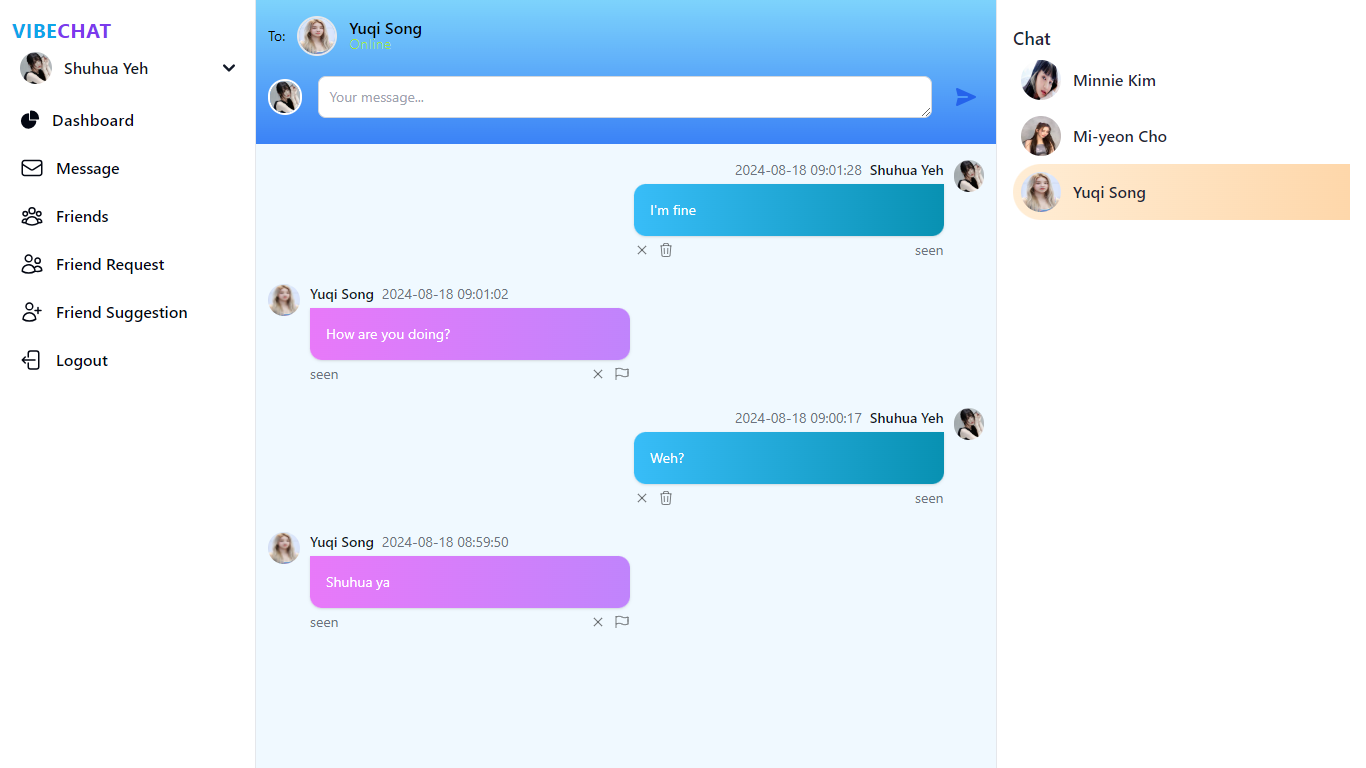 VIBECHAT
Shuhua Yeh
Dashboard
Message
Friends
Friend Request
Friend Suggestion
Logout
To:
Yuqi Song
Online
Your message...
2024-08-18 09:01:28 Shuhua Yeh
I'm fine
seen
Yuqi Song 2024-08-18 09:01:02
How are you doing?
seen
2024-08-18 09:00:17 Shuhua Yeh
Weh?
seen
Yuqi Song 2024-08-18 08:59:50
Shuhua ya
seen
Chat
Minnie Kim
Mi-yeon Cho
Yuqi Song